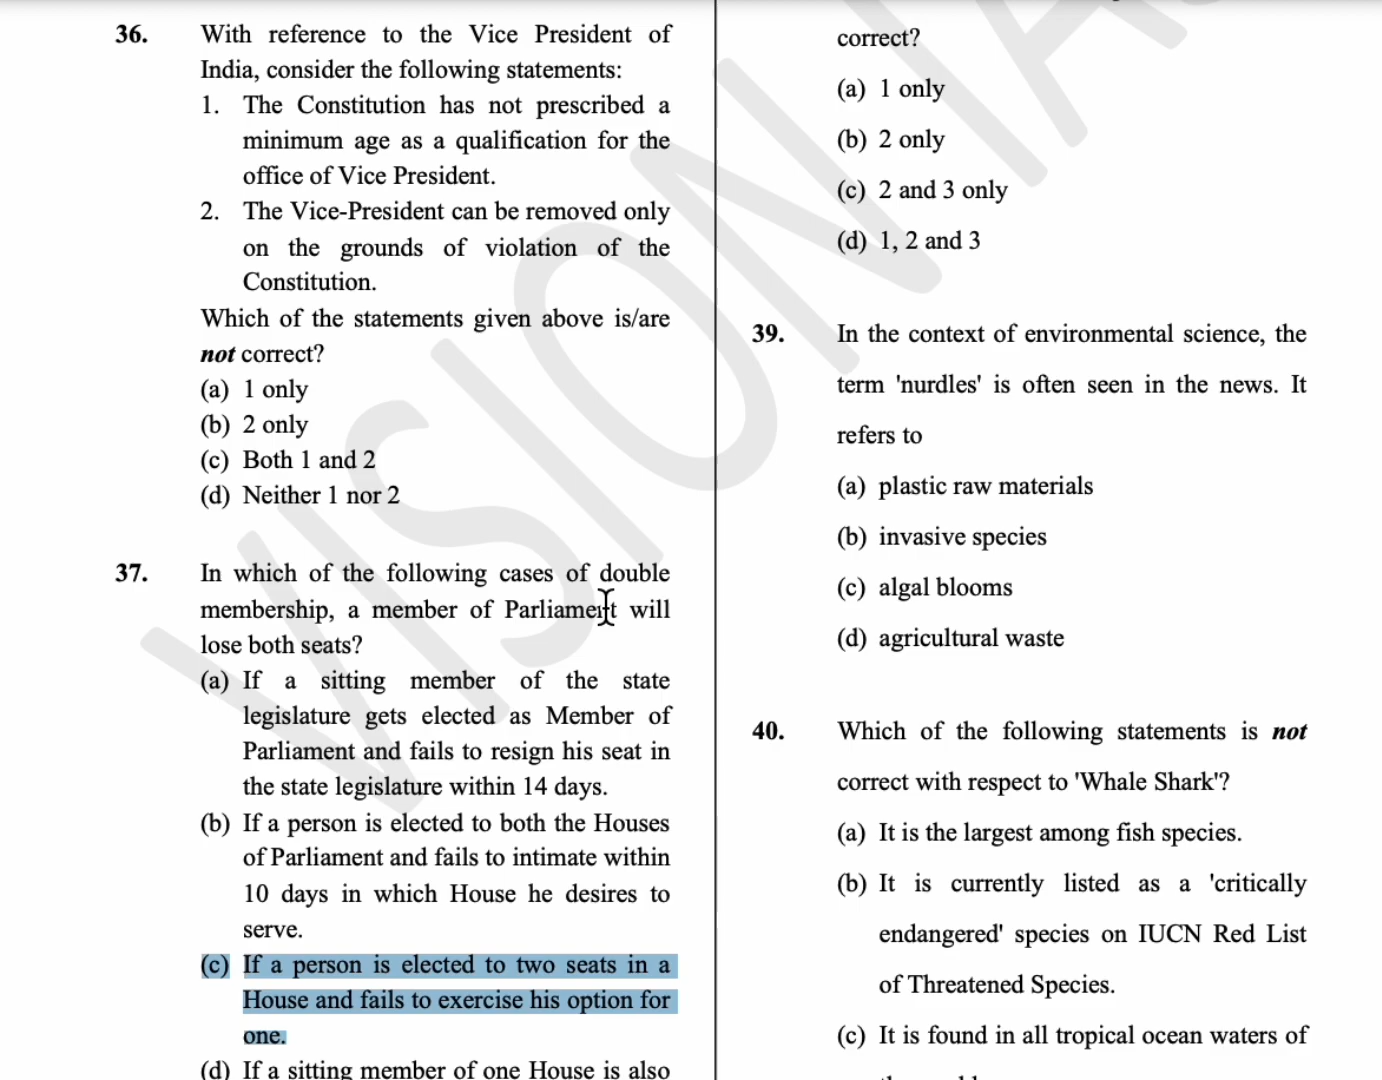 36. With reference to the Vice President of
India, consider the following statements:
1. The Constitution has not prescribed a
minimum age as a qualification for the
office of Vice President.
2. The Vice-President can be removed only
on the grounds of violation of the
Constitution.
Which of the statements given above is/are
not correct?
(a) 1 only
(b) 2 only
(c) Both 1 and 2
(d) Neither 1 nor 2
37. In which of the following cases of double
membership, a member of Parliament will
lose both seats?
(a) If a sitting member of the state
legislature gets elected as Member of
Parliament and fails to resign his seat in
the state legislature within 14 days.
(b) If a person is elected to both the Houses
of Parliament and fails to intimate within
10 days in which House he desires to
serve.
(c) If a person is elected to two seats in a
House and fails to exercise his option for
one.
(d) If a sitting member of one House is also
correct?
(a) 1 only
(b) 2 only
(c) 2 and 3 only
(d) 1, 2 and 3
39. In the context of environmental science, the
term 'nurdles' is often seen in the news. It
refers to
(a) plastic raw materials
(b) invasive species
(c) algal blooms
(d) agricultural waste
40. Which of the following statements is not
correct with respect to 'Whale Shark'?
(a) It is the largest among fish species.
(b) It is currently listed as a 'critically
endangered' species on IUCN Red List
of Threatened Species.
(c) It is found in all tropical ocean waters of
VISION